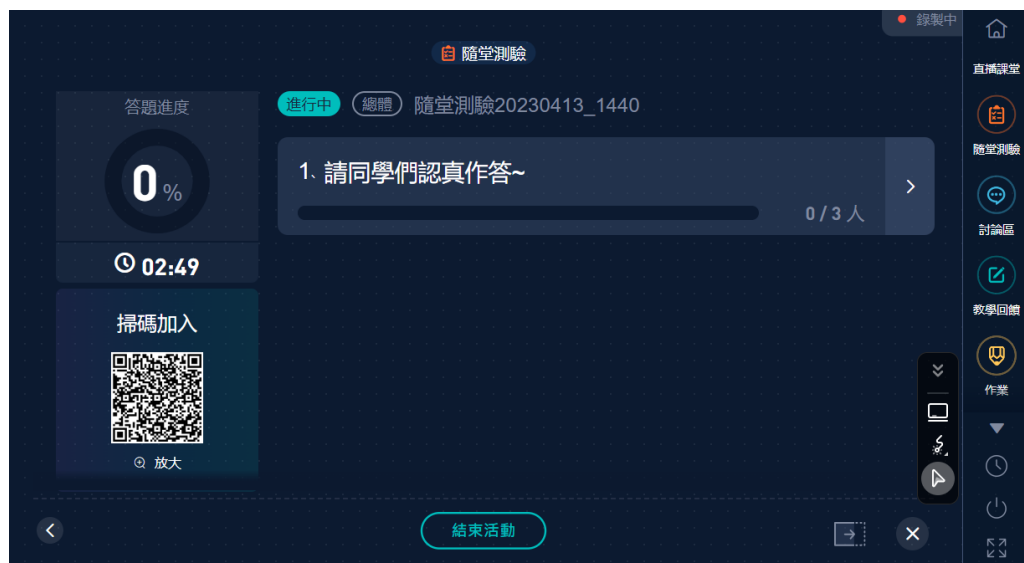 錄製中
隨堂測驗
答題進度
0%
02:49
掃碼加入
放大
進行中 總體 隨堂測驗20230413_1440
1、請同學們認真作答~
0 / 3 人
結束活動
直播課堂
隨堂測驗
討論區
教學回饋
作業